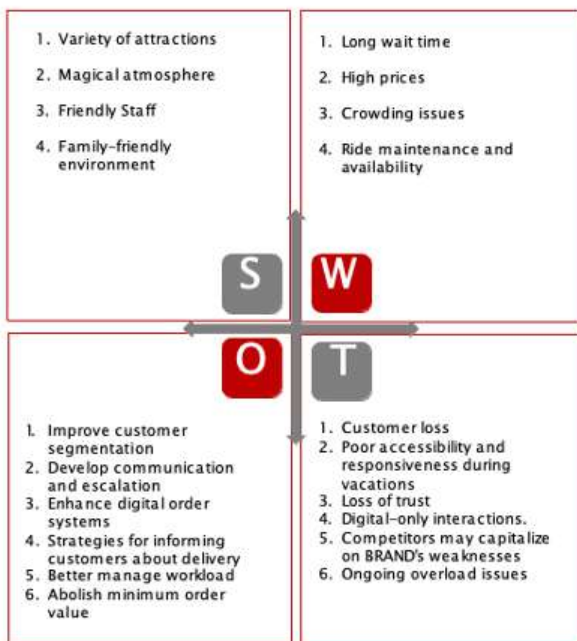 1. Variety of attractions
2. Magical atmosphere
3. Friendly Staff
4. Family-friendly
environment
1. Long wait time
2. High prices
3. Crowding issues
4. Ride maintenance and
availability
S
W
O
T
1. Improve customer
segmentation
2. Develop communication
and escalation
3. Enhance digital order
systems
4. Strategies for informing
customers about delivery
5. Better manage workload
6. Abolish minimum order
value
1. Customer loss
2. Poor accessibility and
responsiveness during
vacations
3. Loss of trust
4. Digital-only interactions.
5. Competitors may capitalize
on BRAND's weaknesses
6. Ongoing overload issues